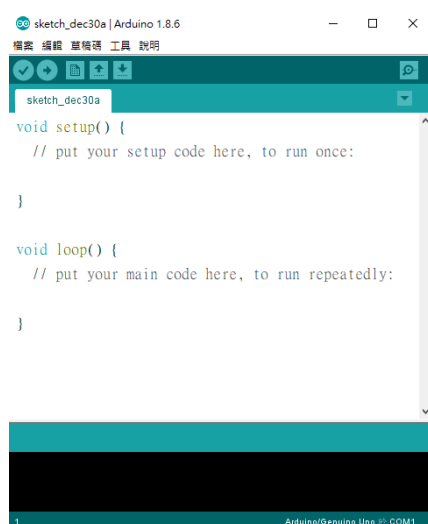 sketch_dec30a | Arduino 1.8.6
檔案 編輯 草稿碼 工具 說明
sketch_dec30a
void setup() {
// put your setup code here, to run once:
}
void loop() {
// put your main code here, to run repeatedly:
}
1 Arduino/Genuino Uno 於 COM1